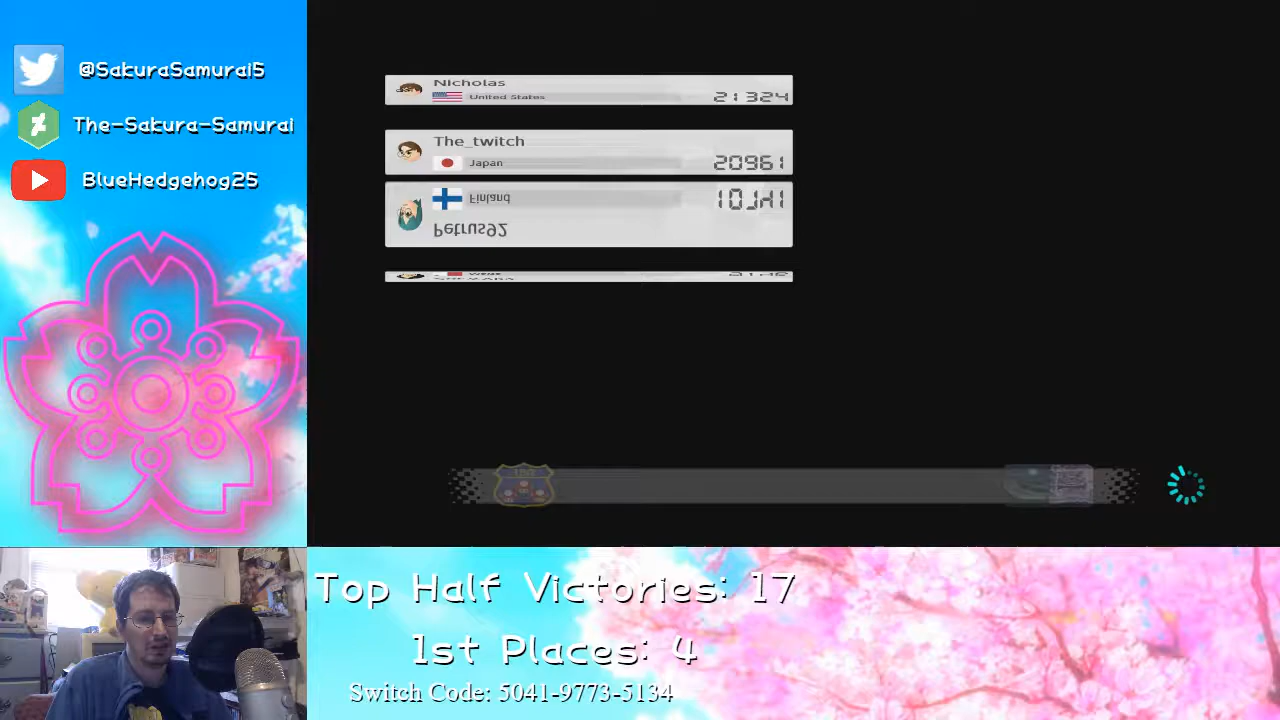 @SakuraSamurai5
The-Sakura-Samurai
BlueHedgehog25
Nicholas
United States
21324
The_twitch
Japan
20961
Finland
10741
Petrus92
Top Half Victories: 17
1st Places: 4
Switch Code: 5041-9773-5134